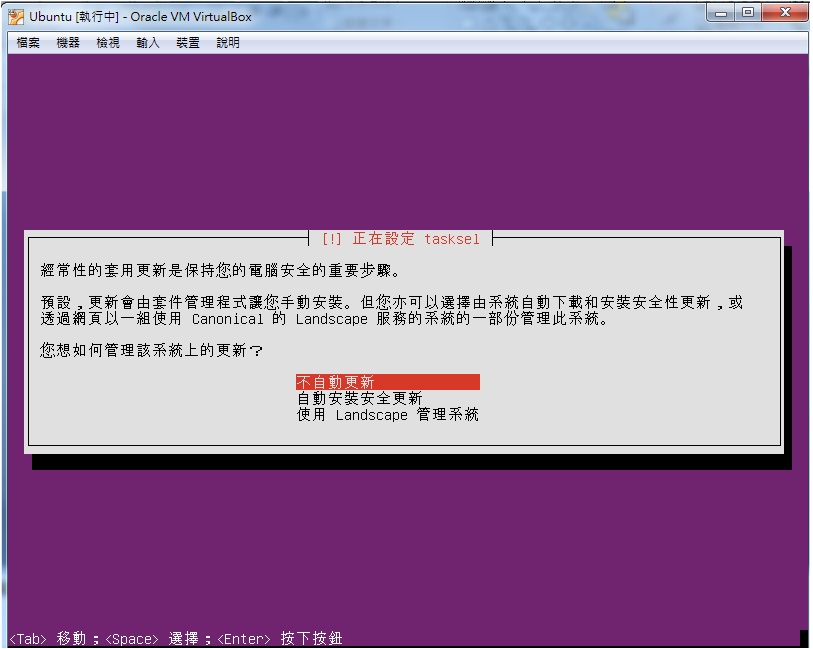 Ubuntu [執行中] - Oracle VM VirtualBox
檔案 機器 檢視 輸入 裝置 說明
[!] 正在設定 tasksel
經常性的套用更新是保持您的電腦安全的重要步驟。
預設，更新會由套件管理程式讓您手動安裝。但您亦可以選擇由系統自動下載和安裝安全性更新，或
透過網頁以一組使用 Canonical 的 Landscape 服務的系統的一部份管理此系統。
您想如何管理該系統上的更新？
不自動更新
自動安裝安全更新
使用 Landscape 管理系統
<Tab> 移動；<Space> 選擇；<Enter> 按下按鈕